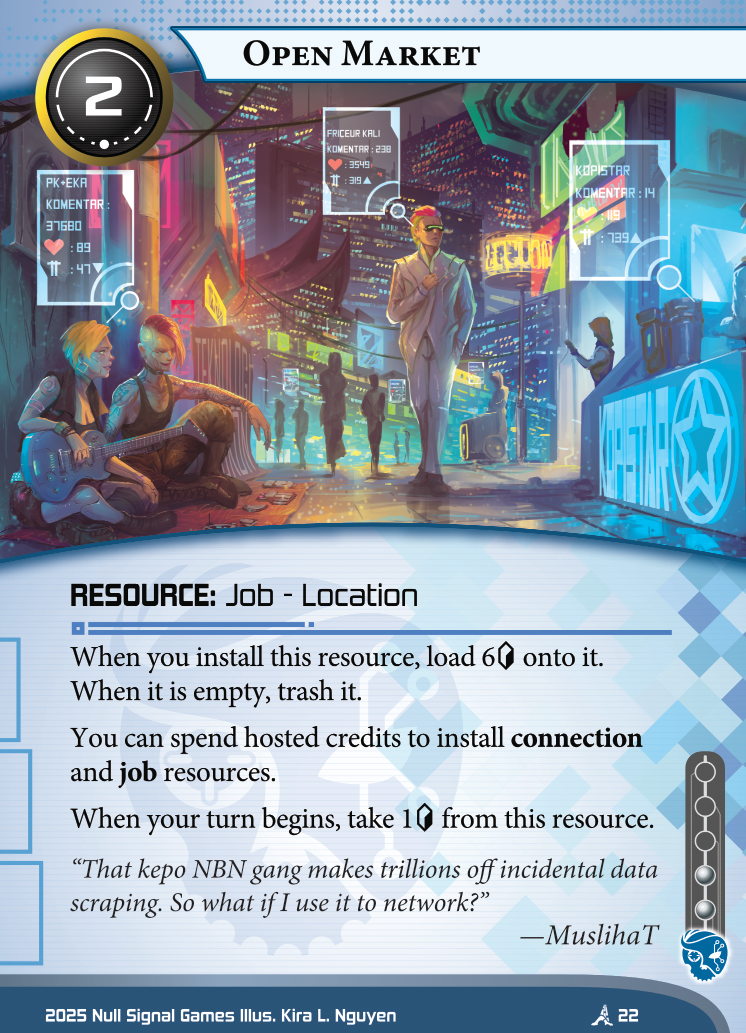 Open Market
2
FRICEUR KALI
KOMENTAR : 238
: 3549
: 319
PK+EKA
KOMENTAR :
37680
: 89
: 47
KOPISTAR
KOMENTAR : 14
: 119
: 739
KOPISTAR
RESOURCE: Job - Location
When you install this resource, load 6 onto it.
When it is empty, trash it.
You can spend hosted credits to install connection
and job resources.
When your turn begins, take 1 from this resource.
“That kepo NBN gang makes trillions off incidental data
scraping. So what if I use it to network?”
—MuslihaT
2025 Null Signal Games Illus. Kira L. Nguyen
22